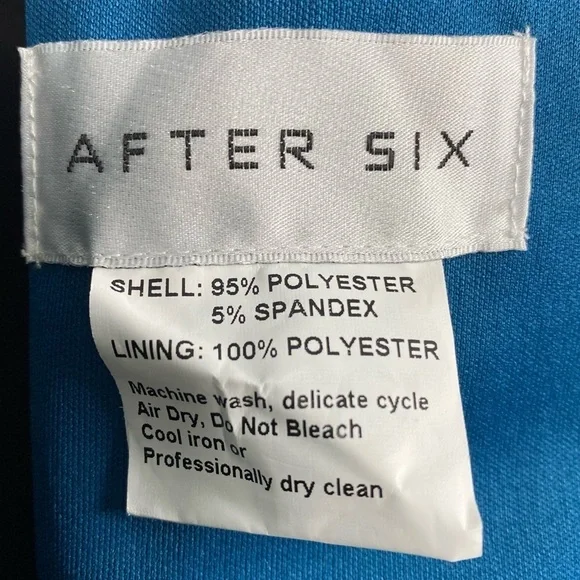 AFTER SIX
SHELL: 95% POLYESTER
5% SPANDEX
LINING: 100% POLYESTER
Machine wash, delicate cycle
Air Dry, Do Not Bleach
Cool iron or
Professionally dry clean